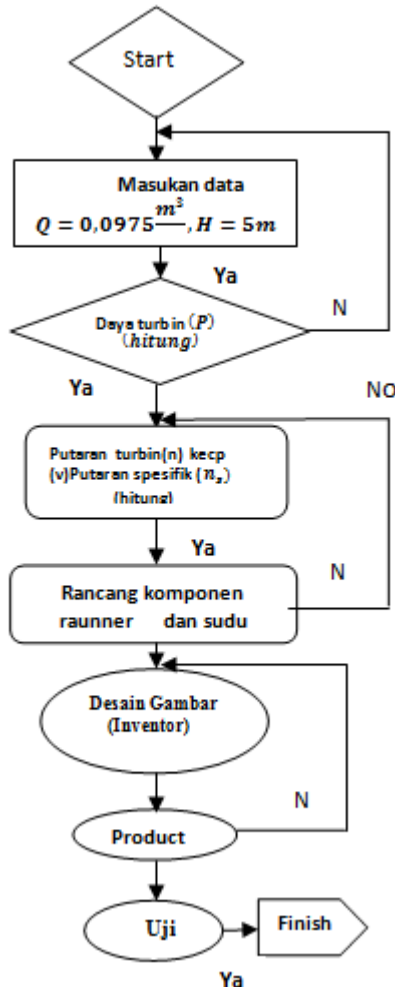 Start
Masukan data
Q = 0,0975 m³/, H = 5m
Ya
Daya turbin (P)
(hitung)
N
Ya
No
Putaran turbin(n) kecp
(v)Putaran spesifik (nₛ)
(hitung)
Ya
N
Rancang komponen
raunner dan sudu
Desain Gambar
(Inventor)
N
Product
Uji
Finish
Ya